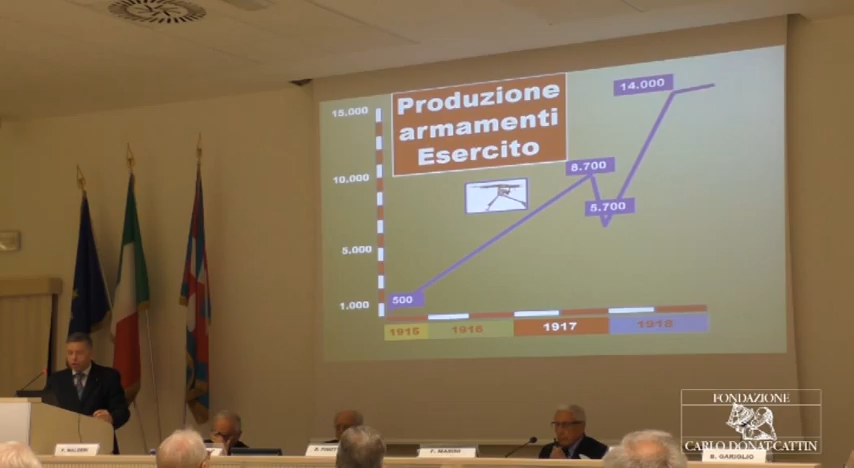 Produzione
armamenti
Esercito
15.000
10.000
5.000
1.000
500
8.700
5.700
14.000
1915
1916
1917
1918
FONDAZIONE
CARLO DONAT-CATTIN
B. GARIGLIO